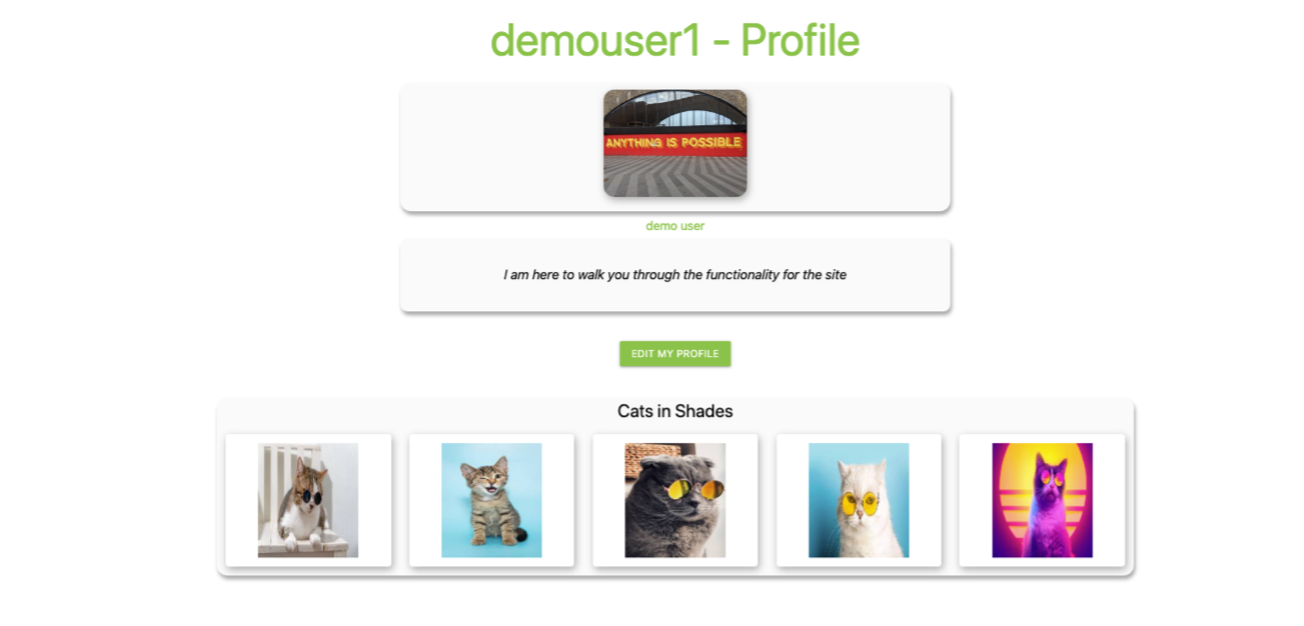 demouser1 - Profile
ANYTHING IS POSSIBLE
demo user
I am here to walk you through the functionality for the site
EDIT MY PROFILE
Cats in Shades